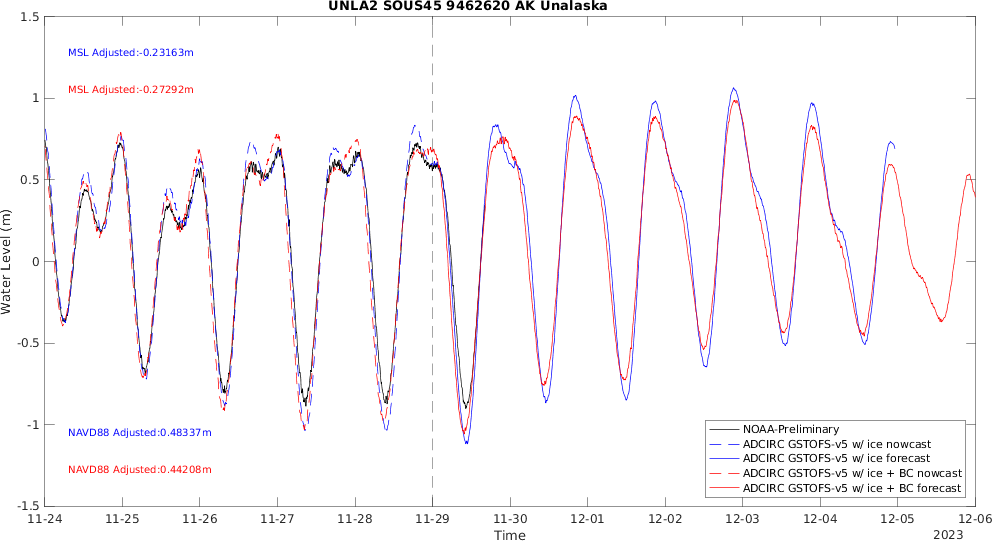 UNLA2 SOUS45 9462620 AK Unalaska
1.5
1
0.5
0
-0.5
-1
-1.5
Water Level (m)
MSL Adjusted:-0.23163m
MSL Adjusted:-0.27292m
NAVD88 Adjusted:0.48337m
NAVD88 Adjusted:0.44208m
NOAA-Preliminary
ADCIRC GSTOFS-v5 w/ ice nowcast
ADCIRC GSTOFS-v5 w/ ice forecast
ADCIRC GSTOFS-v5 w/ ice + BC nowcast
ADCIRC GSTOFS-v5 w/ ice + BC forecast
11-24 11-25 11-26 11-27 11-28 11-29 11-30 12-01 12-02 12-03 12-04 12-05 12-06
Time
2023